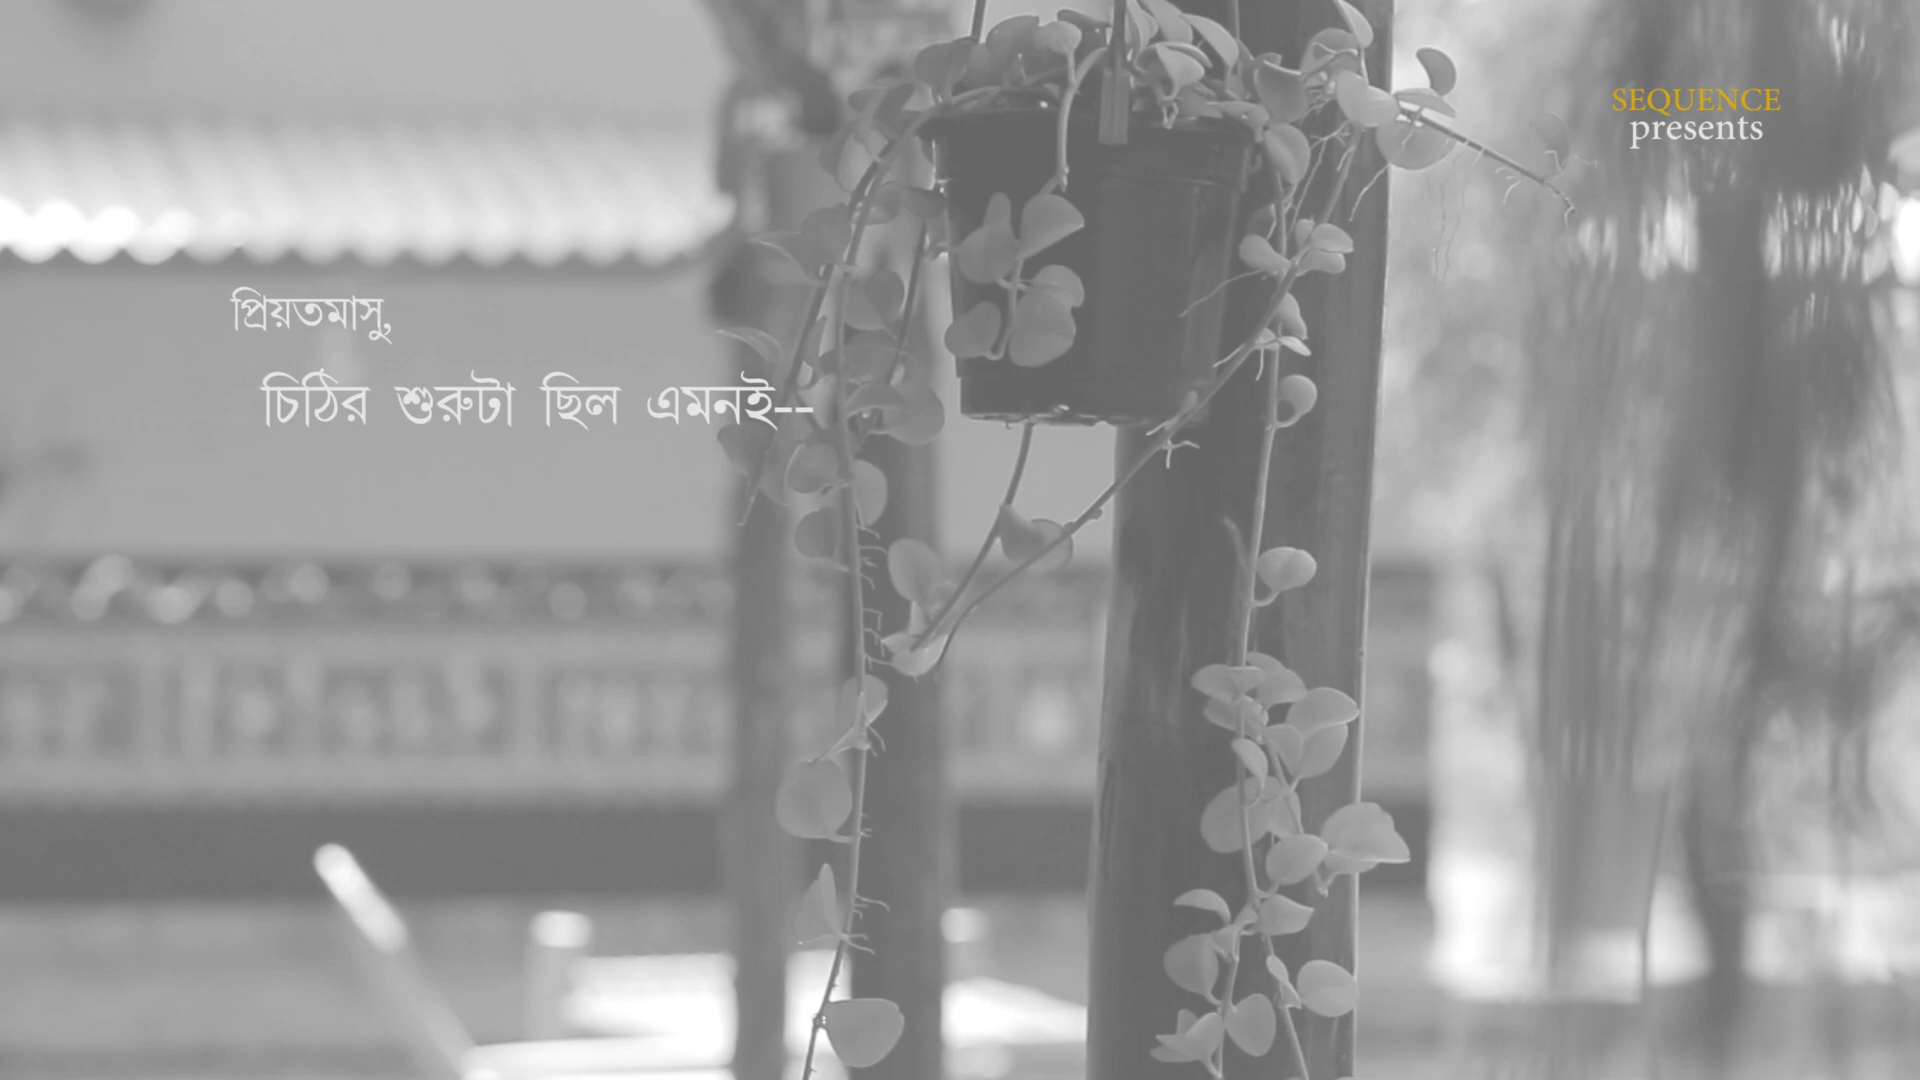 SEQUENCE
presents
প্রিয়তমাসু,
চিঠির শুরুটা ছিল এমনই--